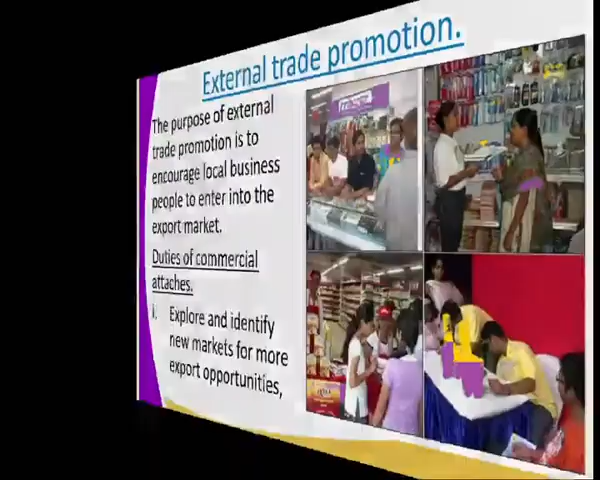 External trade promotion.
The purpose of external
trade promotion is to
encourage local business
people to enter into the
export market.
Duties of commercial
attaches.
i. Explore and identify
new markets for more
export opportunities,